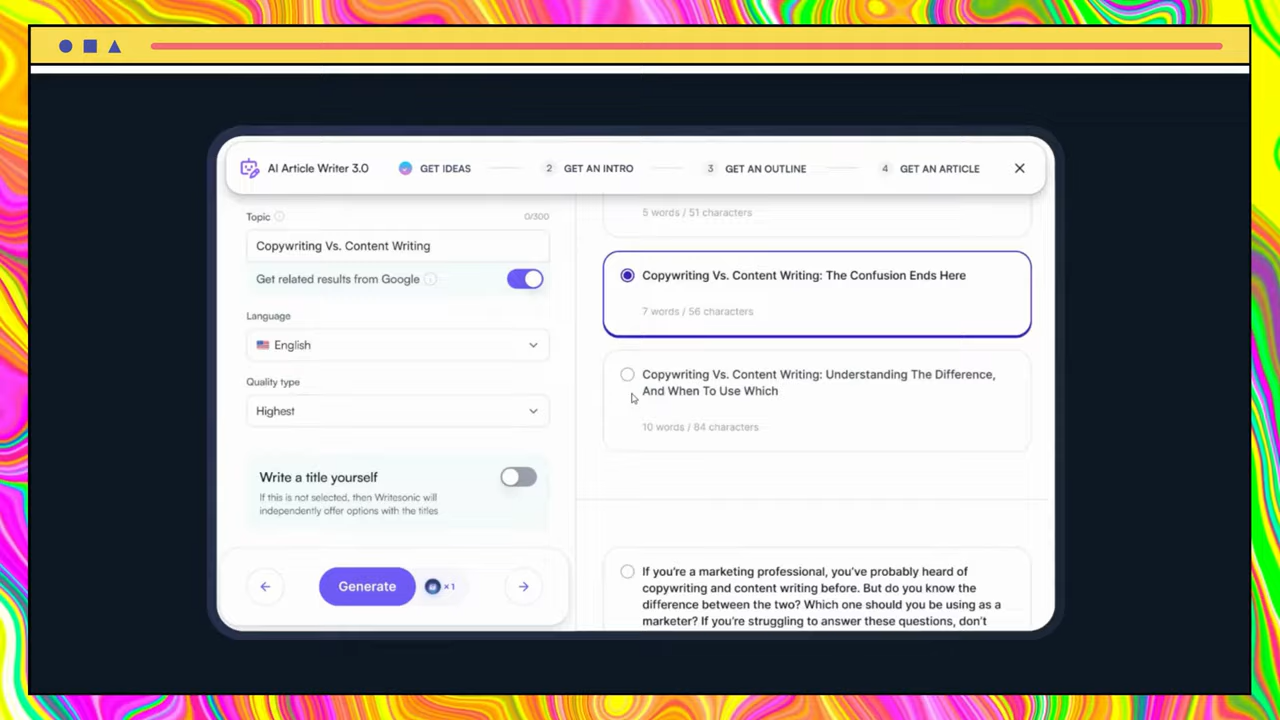 AI Article Writer 3.0
GET IDEAS
2 GET AN INTRO
3 GET AN OUTLINE
4 GET AN ARTICLE
Topic
0/300
Copywriting Vs. Content Writing
Get related results from Google
Language
English
Quality type
Highest
Write a title yourself
If this is not selected, then Writesonic will
independently offer options with the titles
Generate
×1
5 words / 51 characters
Copywriting Vs. Content Writing: The Confusion Ends Here
7 words / 56 characters
Copywriting Vs. Content Writing: Understanding The Difference,
And When To Use Which
10 words / 84 characters
If you're a marketing professional, you've probably heard of
copywriting and content writing before. But do you know the
difference between the two? Which one should you be using as a
marketer? If you're struggling to answer these questions, don't